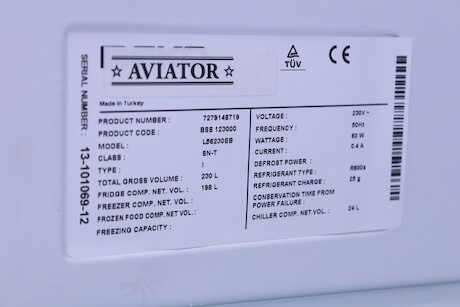 AVIATOR
TÜV
CE
Made in Turkey
SERIAL NUMBER :
13-101069-12
PRODUCT NUMBER : 7279148719
PRODUCT CODE : BSS 123000
MODEL : LS6230EB
CLASS : SN-T
TYPE : I
TOTAL GROSS VOLUME : 230 L
FRIDGE COMP. NET. VOL. : 198 L
FREEZER COMP. NET VOL. :
FROZEN FOOD COMP. NET VOL. :
FREEZING CAPACITY :
VOLTAGE : 230V~
FREQUENCY : 50Hz
WATTAGE : 60 W
CURRENT : 0.4 A
DEFROST POWER :
REFRIGERANT TYPE : R600a
REFRIGERANT CHARGE : 25 g
CONSERVATION TIME FROM
POWER FAILURE :
CHILLER COMP. NET.VOL. : 24 L